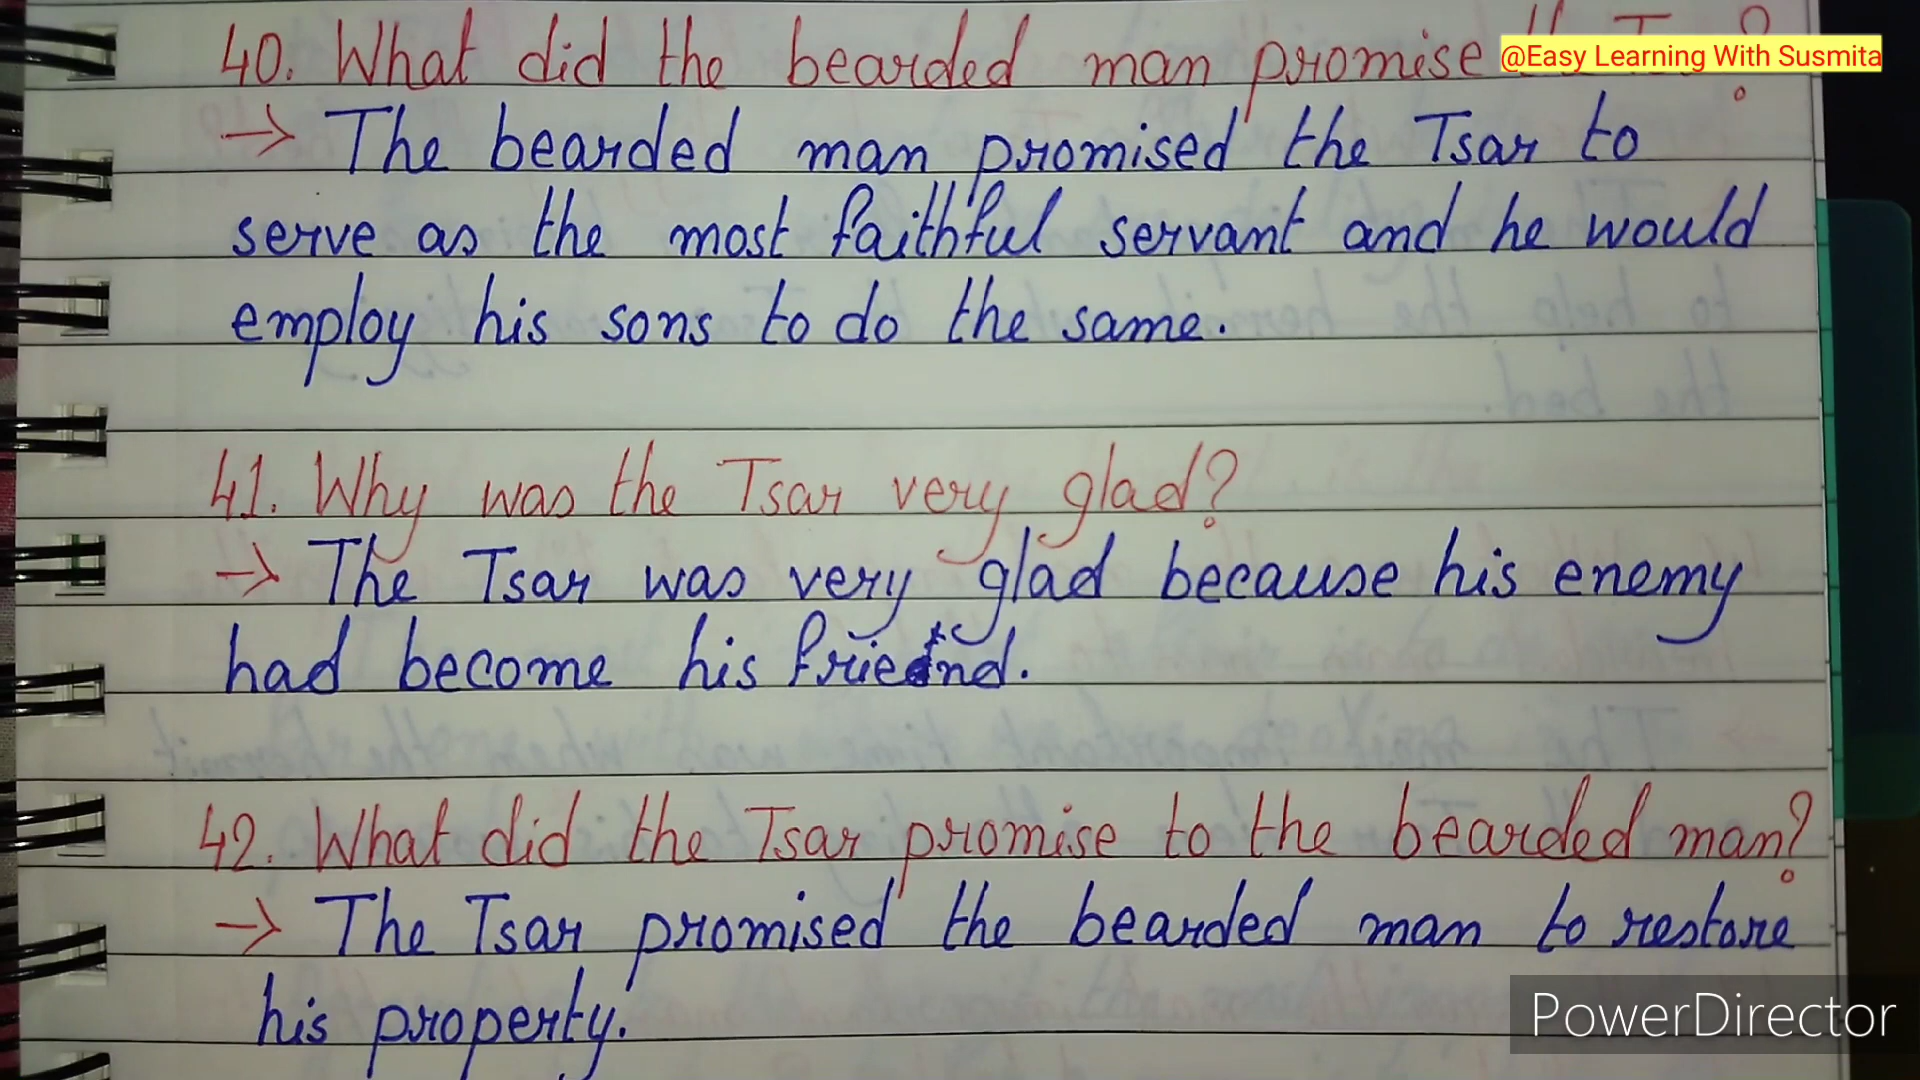 40. What did the bearded man promise ?
@Easy Learning With Susmita
→ The bearded man promised the Tsar to
serve as the most faithful servant and he would
employ his sons to do the same.
41. Why was the Tsar very glad?
→ The Tsar was very glad because his enemy
had become his friend.
42. What did the Tsar promise to the bearded man?
→ The Tsar promised the bearded man to restore
his property.
PowerDirector